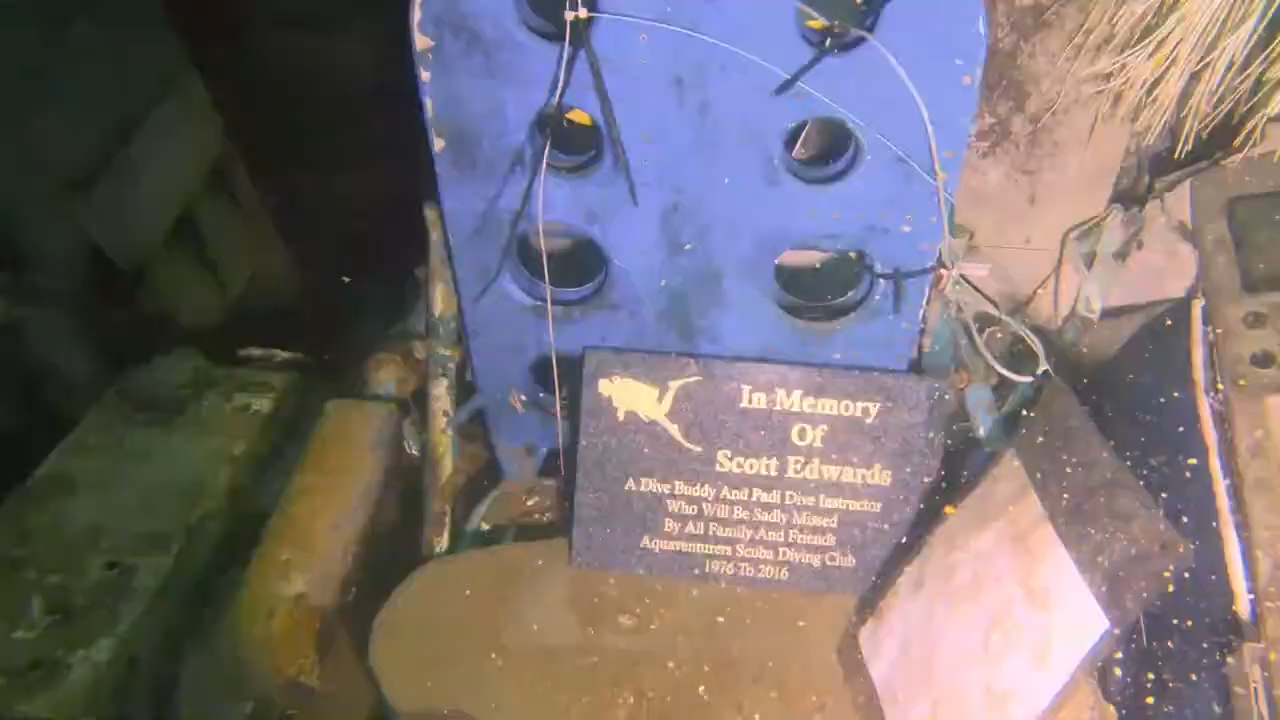 In Memory
Of
Scott Edwards
A Dive Buddy And Padi Dive Instructor
Who Will Be Sadly Missed
By All Family And Friends
Aquaventurers Scuba Diving Club
1976 To 2016